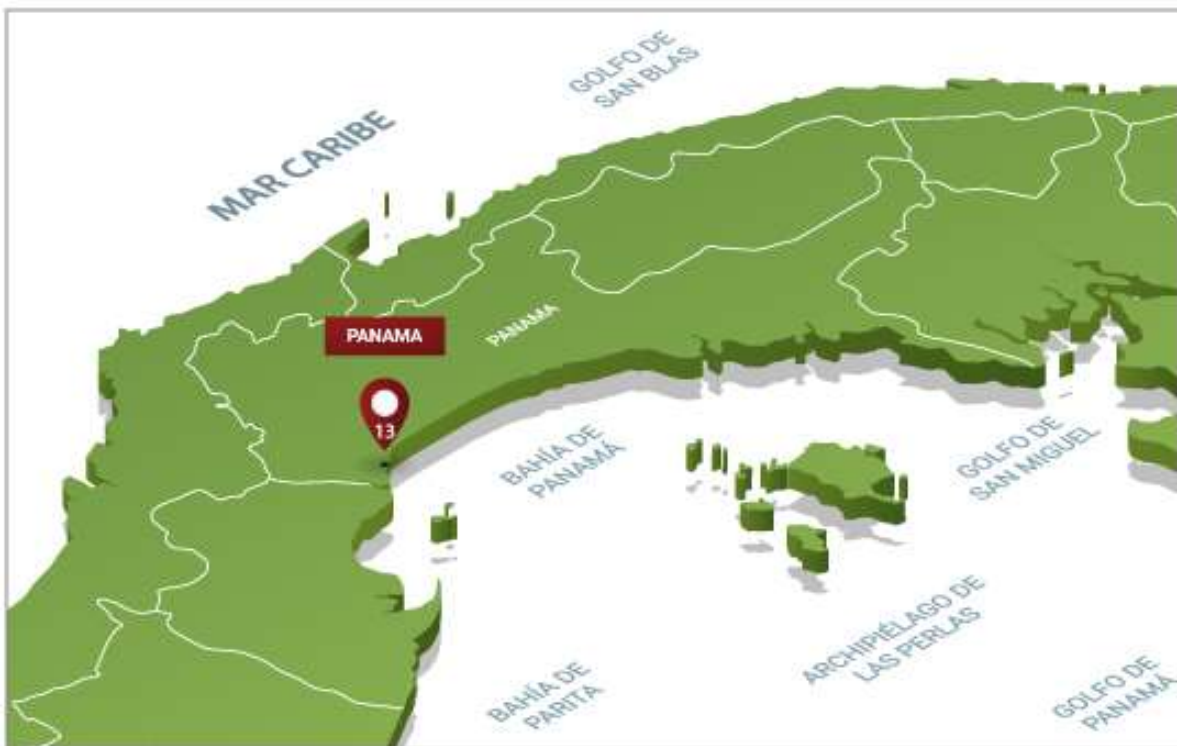 GOLFO DE
SAN BLAS
MAR CARIBE
PANAMA
PANAMA
13
BAHÍA DE
PANAMÁ
GOLFO DE
SAN MIGUEL
ARCHIPIÉLAGO DE
LAS PERLAS
BAHÍA DE
PARITA
GOLFO DE
PANAMÁ